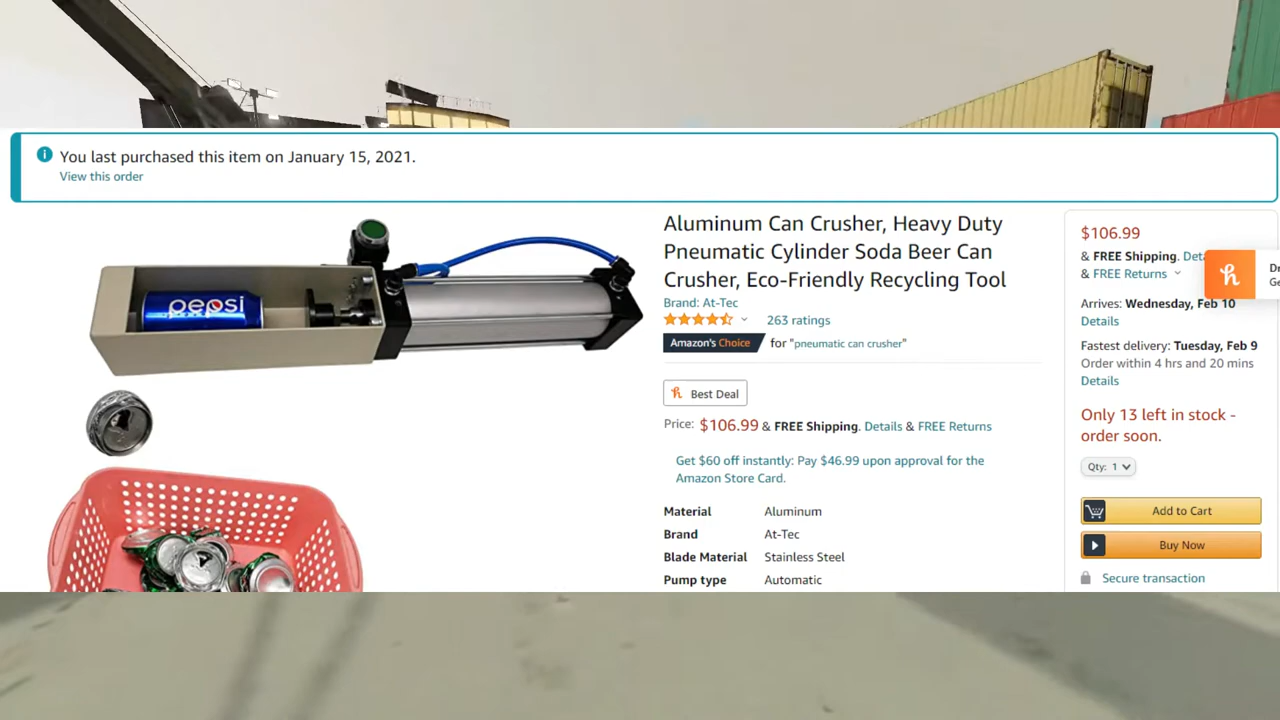 You last purchased this item on January 15, 2021.
View this order
pepsi
Aluminum Can Crusher, Heavy Duty
Pneumatic Cylinder Soda Beer Can
Crusher, Eco-Friendly Recycling Tool
Brand: At-Tec
263 ratings
Amazon's Choice for "pneumatic can crusher"
Best Deal
Price: $106.99 & FREE Shipping. Details & FREE Returns
Get $60 off instantly: Pay $46.99 upon approval for the
Amazon Store Card.
Material Aluminum
Brand At-Tec
Blade Material Stainless Steel
Pump type Automatic
$106.99
& FREE Shipping.
& FREE Returns
Arrives: Wednesday, Feb 10
Details
Fastest delivery: Tuesday, Feb 9
Order within 4 hrs and 20 mins
Details
Only 13 left in stock -
order soon.
Qty: 1
Add to Cart
Buy Now
Secure transaction